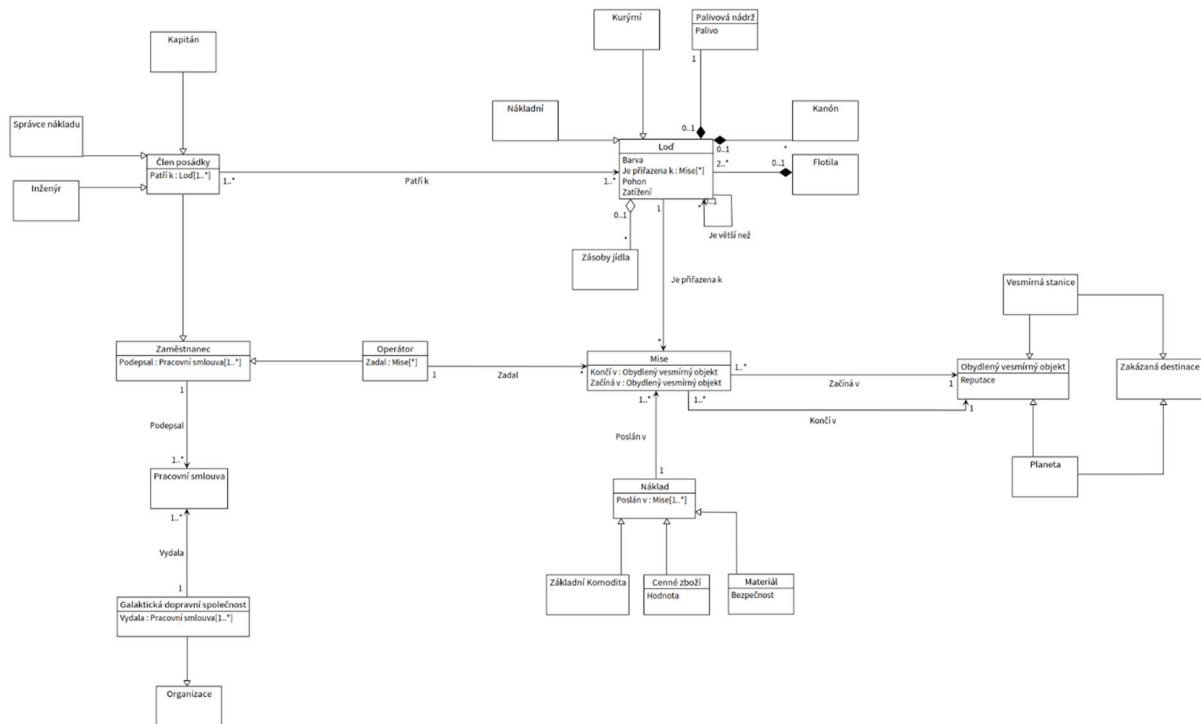 Kurýrní
Palivová nádrž
Palivo
Kapitán
1
Nákladní
Kanón
Správce nákladu
0..1
0..1
*
Loď
Člen posádky
Patří k : Loď[1..*]
Barva
Je přiřazena k : Mise[*]
Pohon
Zatížení
2..*
0..1
Flotila
Inženýr
1..*
Patří k
1..*
0..1
1
*
0..1
Je větší než
*
Zásoby jídla
Je přiřazena k
Vesmírná stanice
*
Zaměstnanec
Podepsal : Pracovní smlouva[1..*]
Operátor
Zadal : Mise[*]
Mise
Končí v : Obydlený vesmírný objekt
Začíná v : Obydlený vesmírný objekt
1..*
Začíná v
1
Obydlený vesmírný objekt
Reputace
Zakázaná destinace
1
Zadal
*
1
1..*
1..*
Končí v
1
Podepsal
Poslán v
1..*
Planeta
Pracovní smlouva
1
Náklad
Poslán v : Mise[1..*]
1..*
Vydala
1
Základní Komodita
Cenné zboží
Hodnota
Materiál
Bezpečnost
Galaktická dopravní společnost
Vydala : Pracovní smlouva[1..*]
Organizace